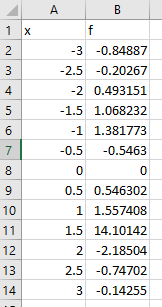 A B
1 x f
2 -3 -0.84887
3 -2.5 -0.20267
4 -2 0.493151
5 -1.5 1.068232
6 -1 1.381773
7 -0.5 -0.5463
8 0 0
9 0.5 0.546302
10 1 1.557408
11 1.5 14.10142
12 2 -2.18504
13 2.5 -0.74702
14 3 -0.14255